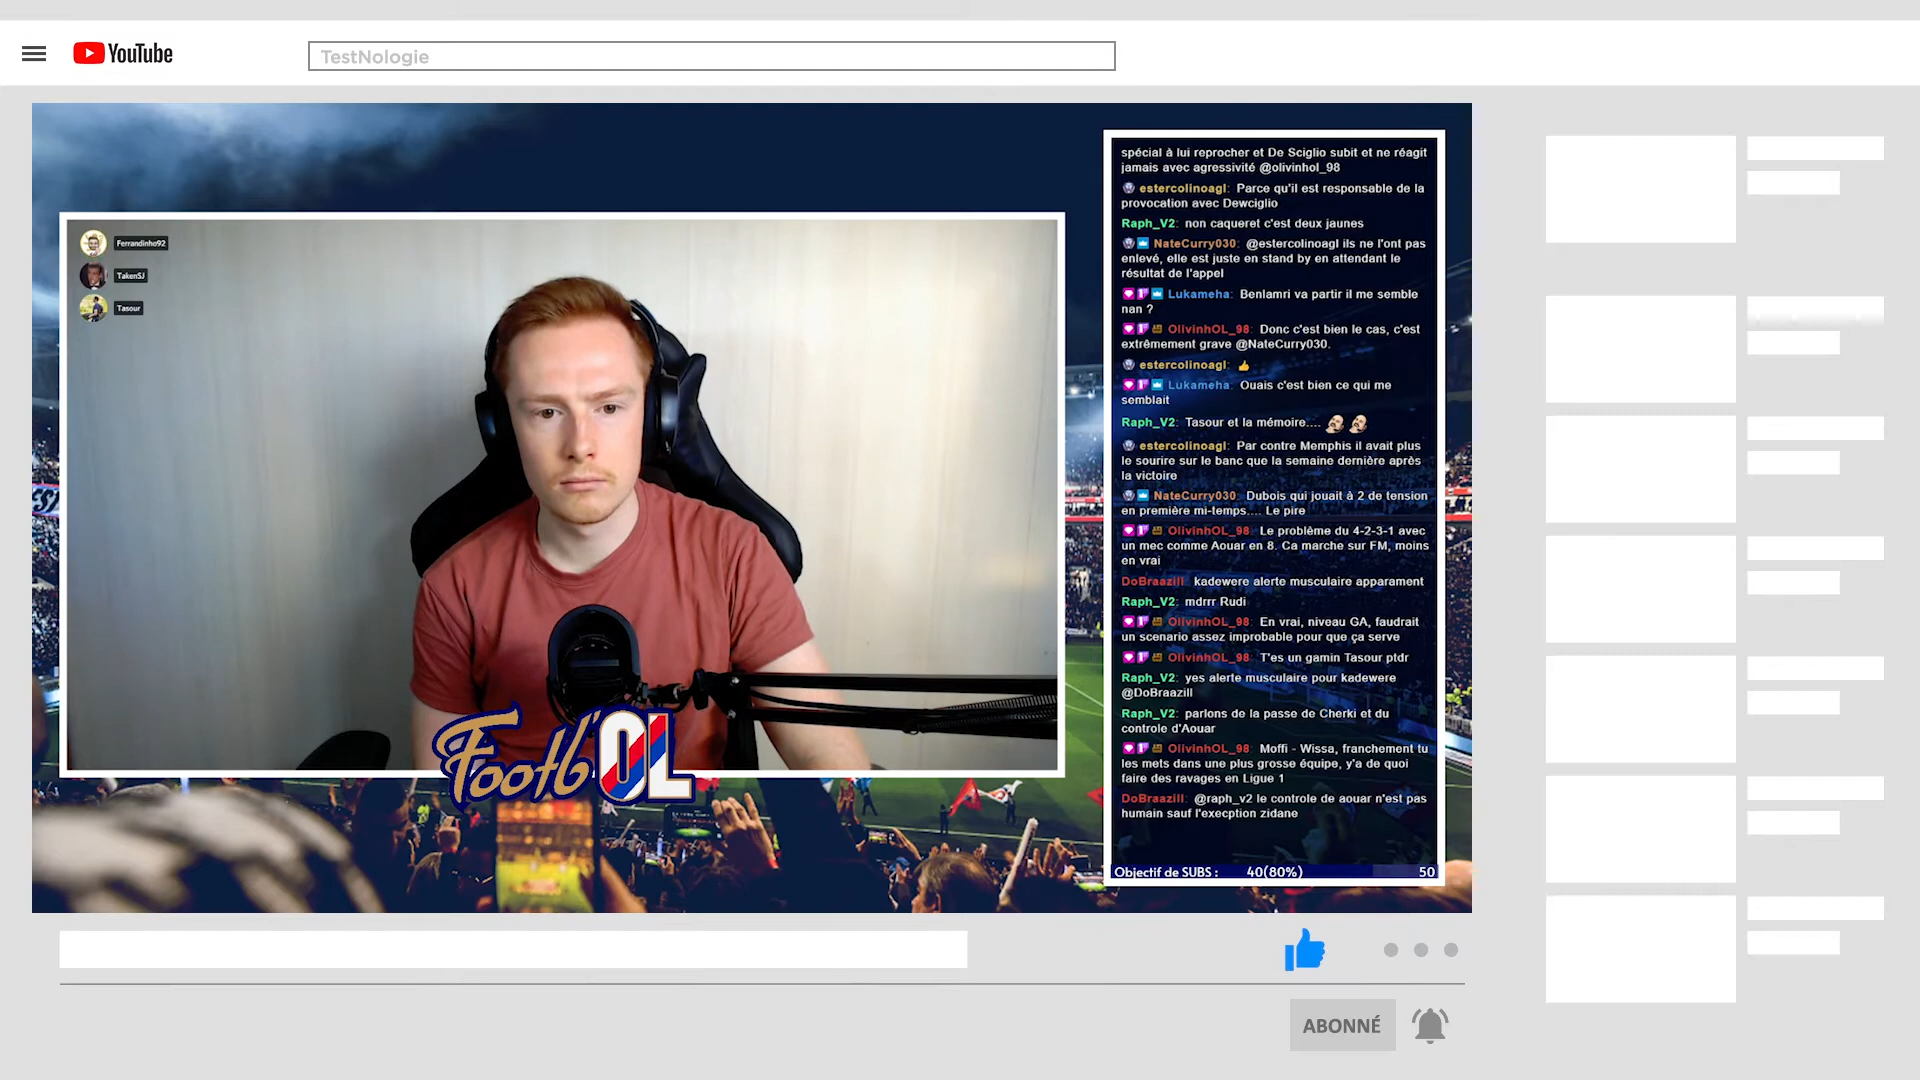 YouTube
TestNologie
Ferrandinho92
TakenSJ
Tasour
spécial à lui reprocher et De Sciglio subit et ne réagit
jamais avec agressivité @olivinhol_98
estercolinoagl: Parce qu'il est responsable de la
provocation avec Dewciglio
Raph_V2: non caqueret c'est deux jaunes
NateCurry030: @estercolinoagl ils ne l'ont pas
enlevé, elle est juste en stand by en attendant le
résultat de l'appel
Lukameha: Benlamri va partir il me semble
nan ?
OlivinhOL_98: Donc c'est bien le cas, c'est
extrêmement grave @NateCurry030.
estercolinoagl:
Lukameha: Ouais c'est bien ce qui me
semblait
Raph_V2: Tasour et la mémoire....
estercolinoagl: Par contre Memphis il avait plus
le sourire sur le banc que la semaine dernière après
la victoire
NateCurry030: Dubois qui jouait à 2 de tension
en première mi-temps.... Le pire
OlivinhOL_98: Le problème du 4-2-3-1 avec
un mec comme Aouar en 8. Ca marche sur FM, moins
en vrai
DoBraazill: kadewere alerte musculaire apparament
Raph_V2: mdrrr Rudi
OlivinhOL_98: En vrai, niveau GA, faudrait
un scenario assez improbable pour que ça serve
OlivinhOL_98: T'es un gamin Tasour ptdr
Raph_V2: yes alerte musculaire pour kadewere
@DoBraazill
Raph_V2: parlons de la passe de Cherki et du
controle d'Aouar
OlivinhOL_98: Moffi - Wissa, franchement tu
les mets dans une plus grosse équipe, y'a de quoi
faire des ravages en Ligue 1
DoBraazill: @raph_v2 le controle de aouar n'est pas
humain sauf l'execption zidane
Objectif de SUBS : 40(80%) 50
Footb'OL
ABONNÉ